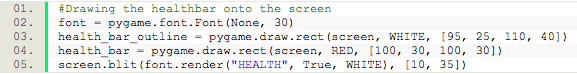 01. #Drawing the healthbar onto the screen
02. font = pygame.font.Font(None, 30)
03. health_bar_outline = pygame.draw.rect(screen, WHITE, [95, 25, 110, 40])
04. health_bar = pygame.draw.rect(screen, RED, [100, 30, 100, 30])
05. screen.blit(font.render("HEALTH", True, WHITE), [10, 35])